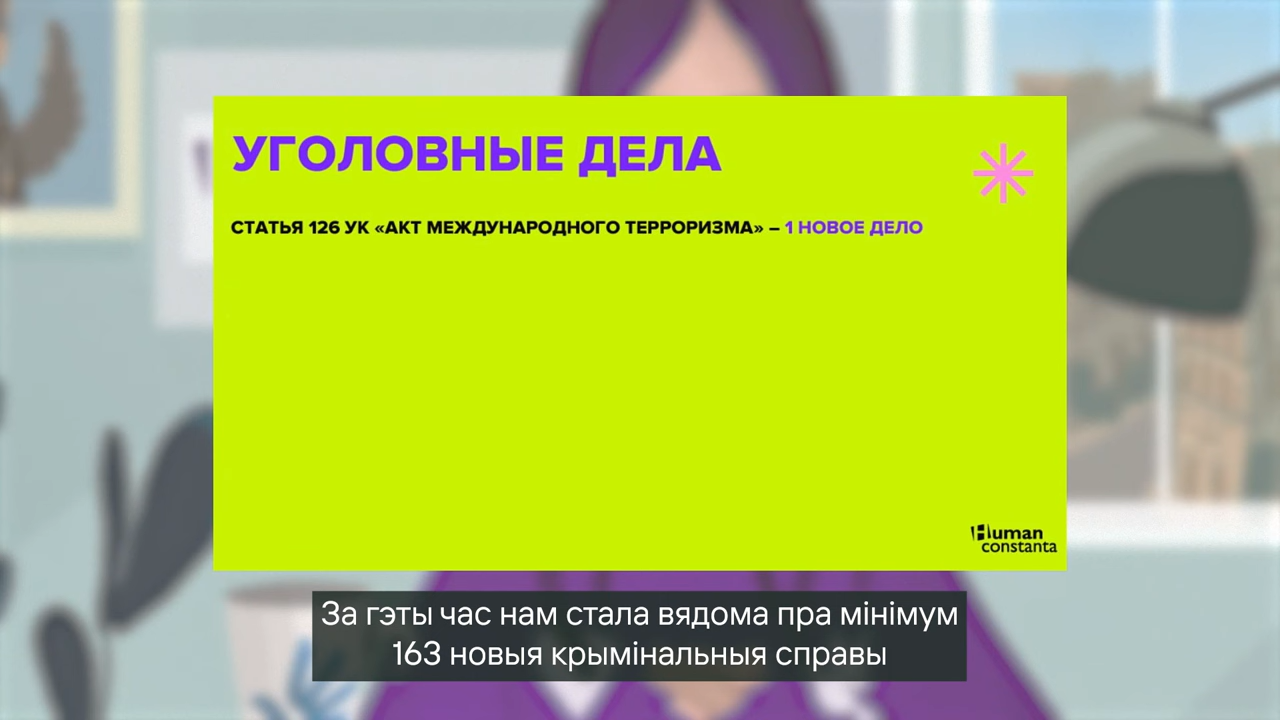 УГОЛОВНЫЕ ДЕЛА
СТАТЬЯ 126 УК «АКТ МЕЖДУНАРОДНОГО ТЕРРОРИЗМА» – 1 НОВОЕ ДЕЛО
Human
constanta
За гэты час нам стала вядома пра мінімум
163 новыя крымінальныя справы